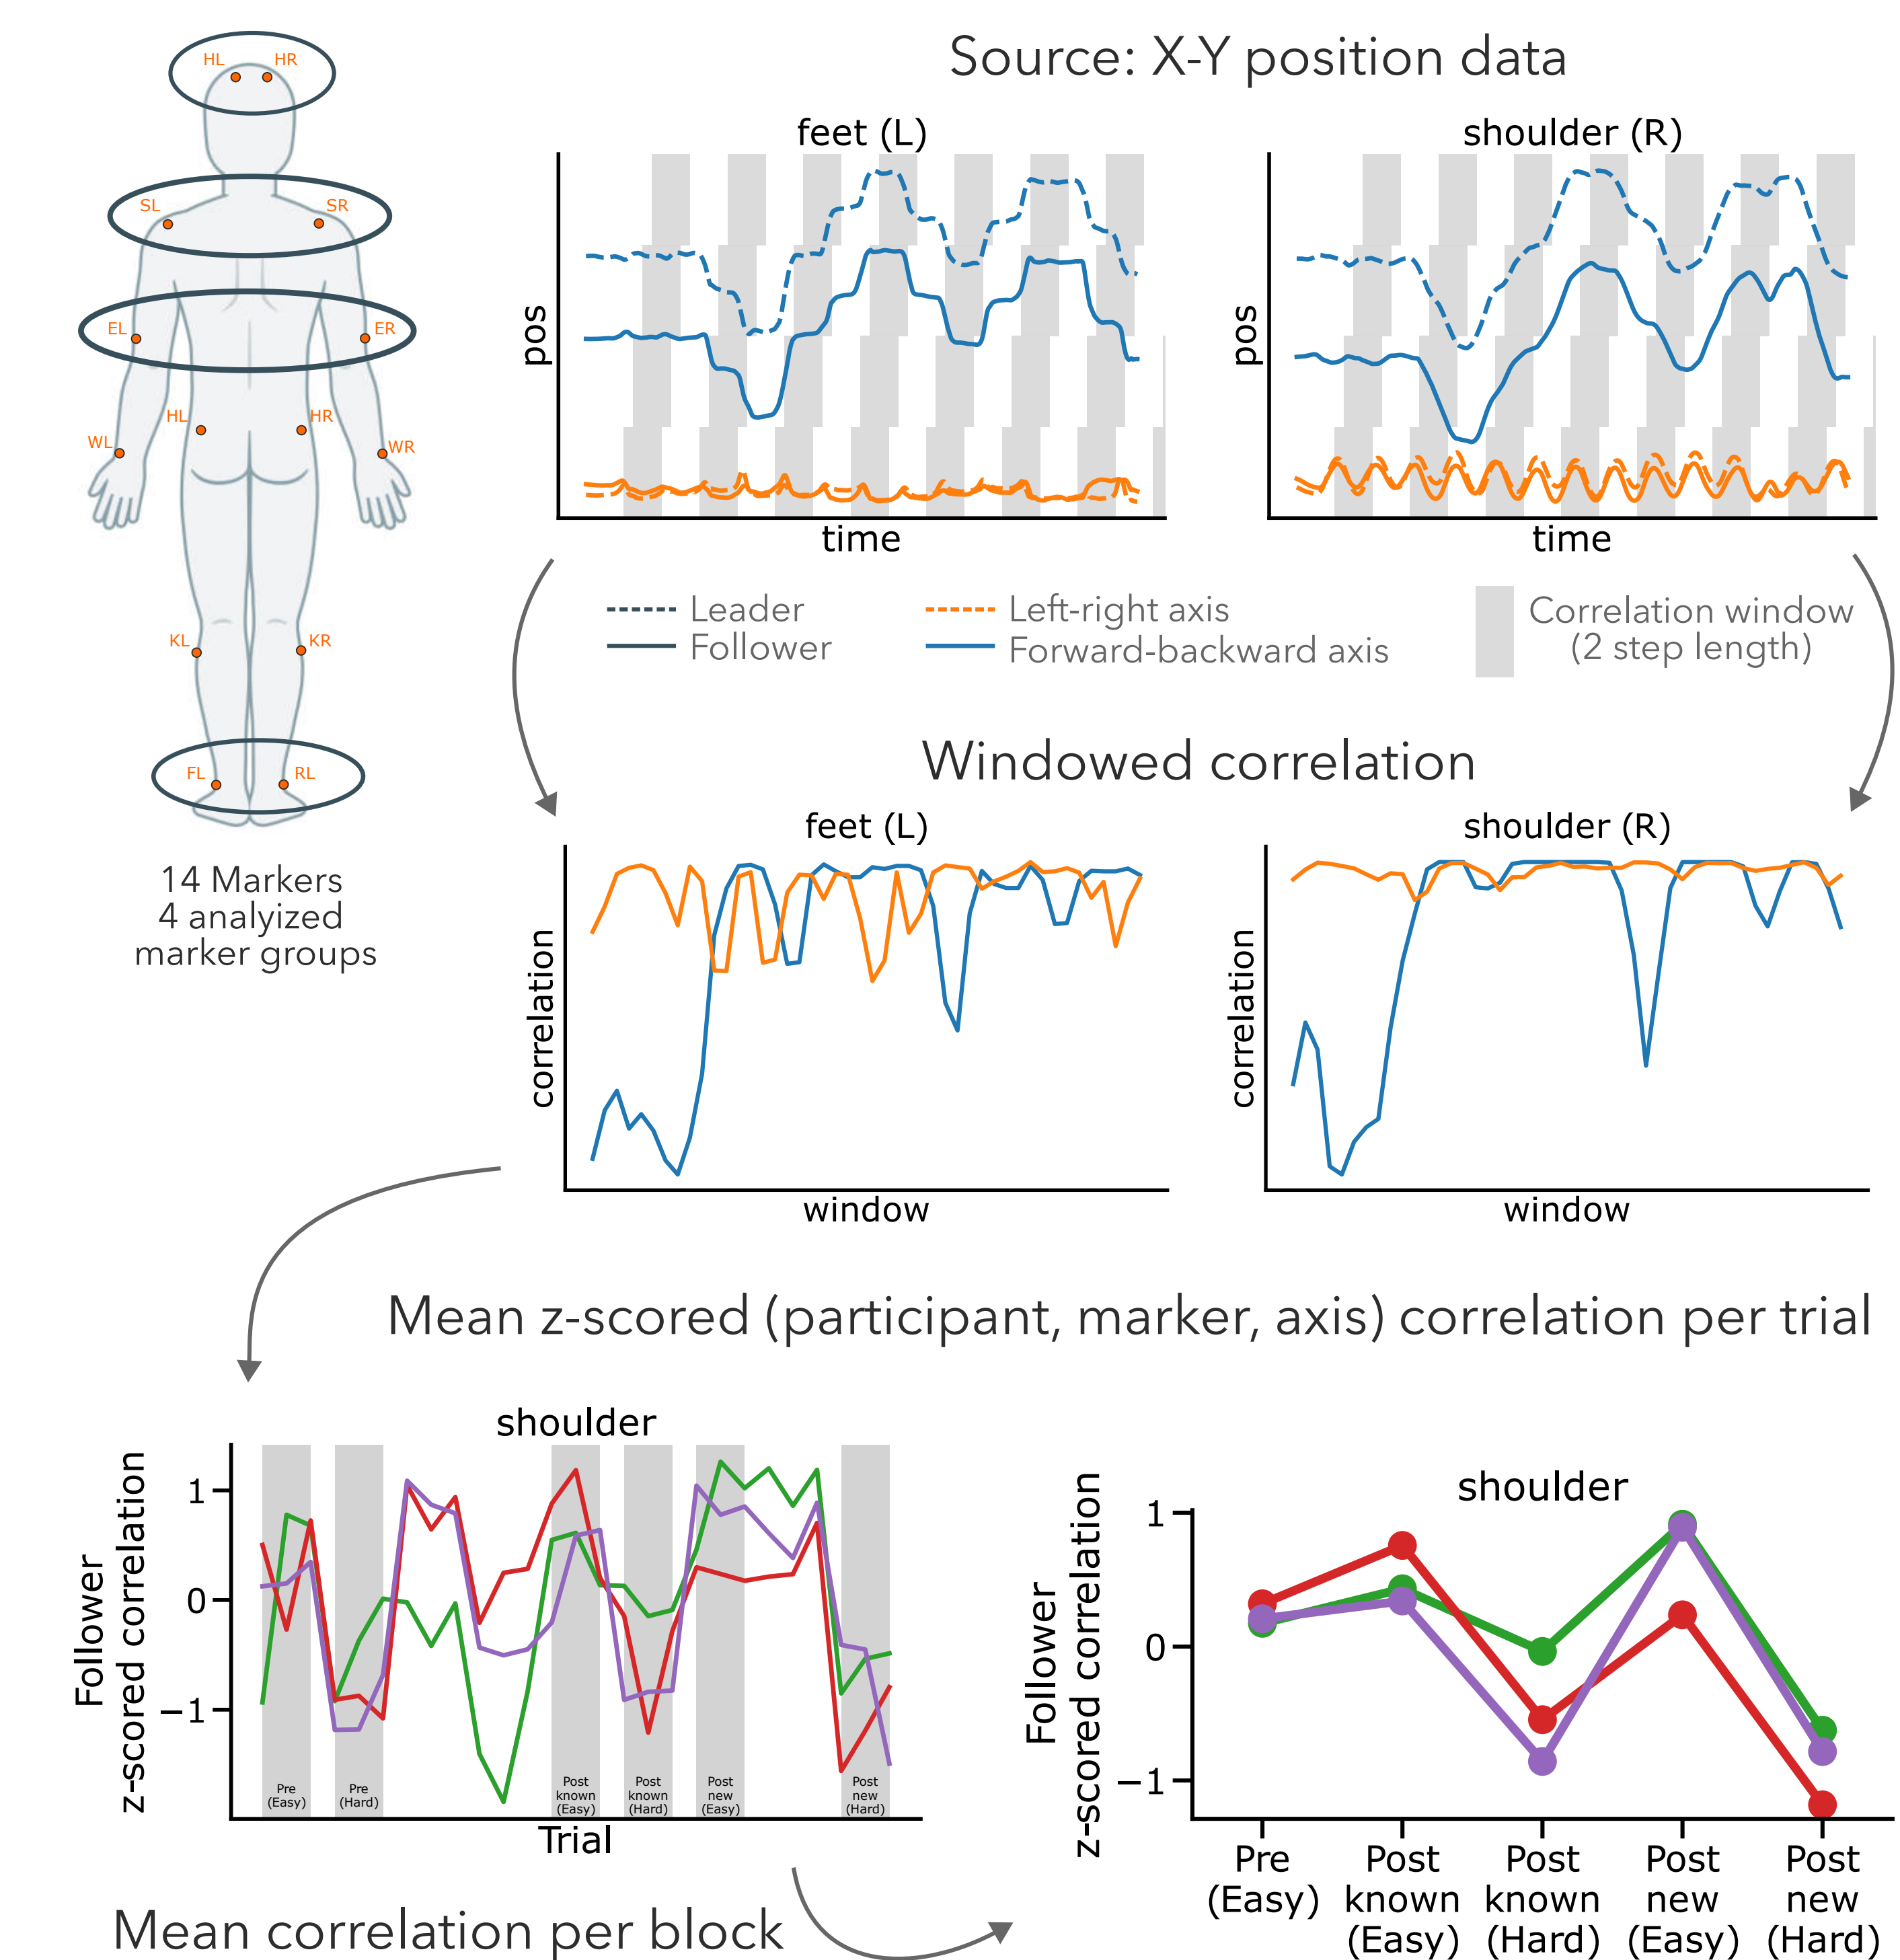 HL HR
SL SR
EL ER
HL HR
WL WR
KL KR
FL RL
14 Markers
4 analyized
marker groups
Source: X-Y position data
feet (L)
pos
time
shoulder (R)
pos
time
Leader
Follower
Left-right axis
Forward-backward axis
Correlation window
(2 step length)
Windowed correlation
feet (L)
correlation
window
shoulder (R)
correlation
window
Mean z-scored (participant, marker, axis) correlation per trial
shoulder
Follower
z-scored correlation
1
0
−1
Pre
(Easy)
Pre
(Hard)
Post
known
(Easy)
Post
known
(Hard)
Post
new
(Easy)
Post
new
(Hard)
Trial
Mean correlation per block
shoulder
Follower
z-scored correlation
1
0
−1
Pre
(Easy)
Post
known
(Easy)
Post
known
(Hard)
Post
new
(Easy)
Post
new
(Hard)